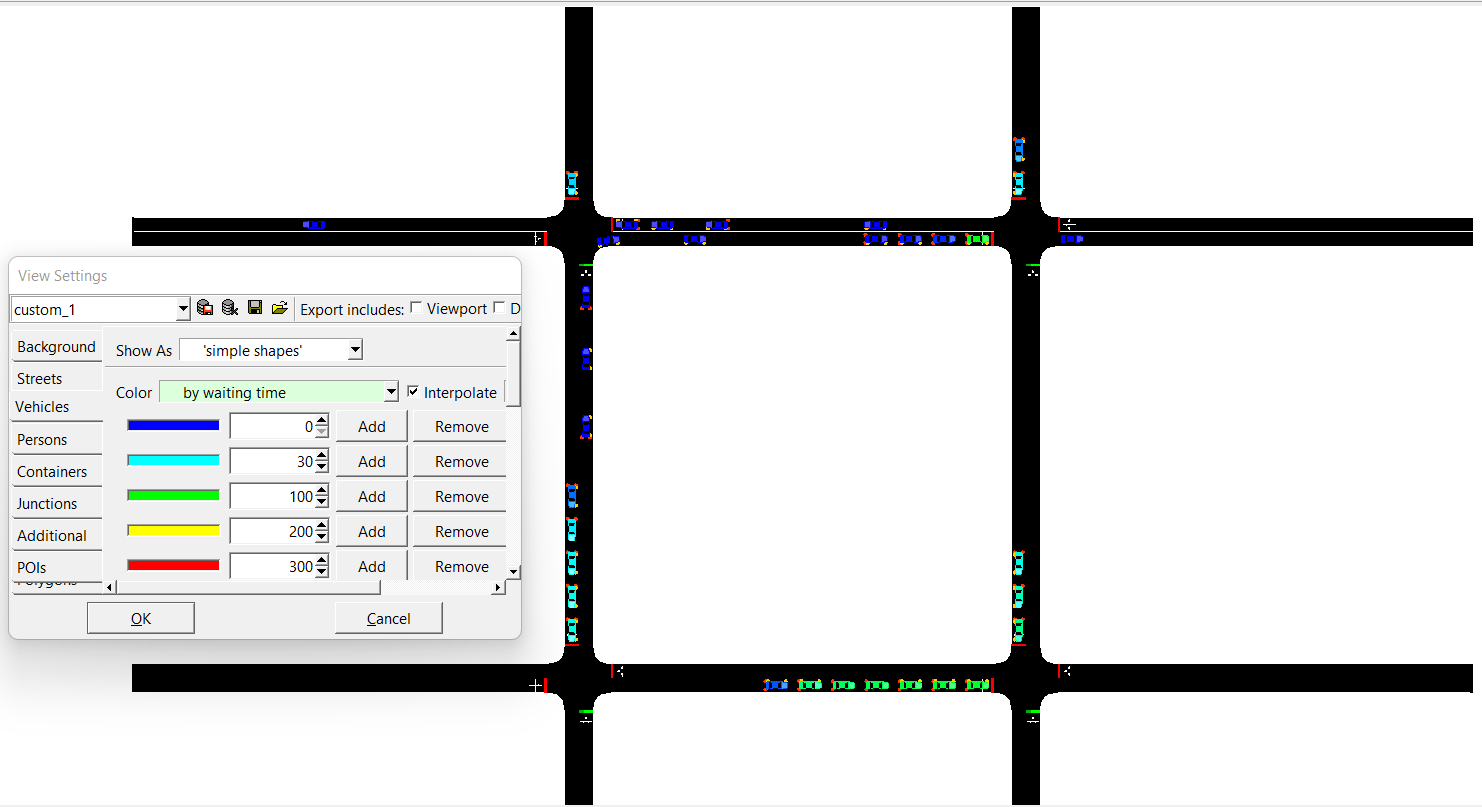 View Settings
custom_1 Export includes: Viewport D
Background
Show As 'simple shapes'
Streets
Color by waiting time Interpolate
Vehicles
0 Add Remove
Persons
30 Add Remove
Containers
100 Add Remove
Junctions
Additional
200 Add Remove
POIs
300 Add Remove
Polygons
OK Cancel